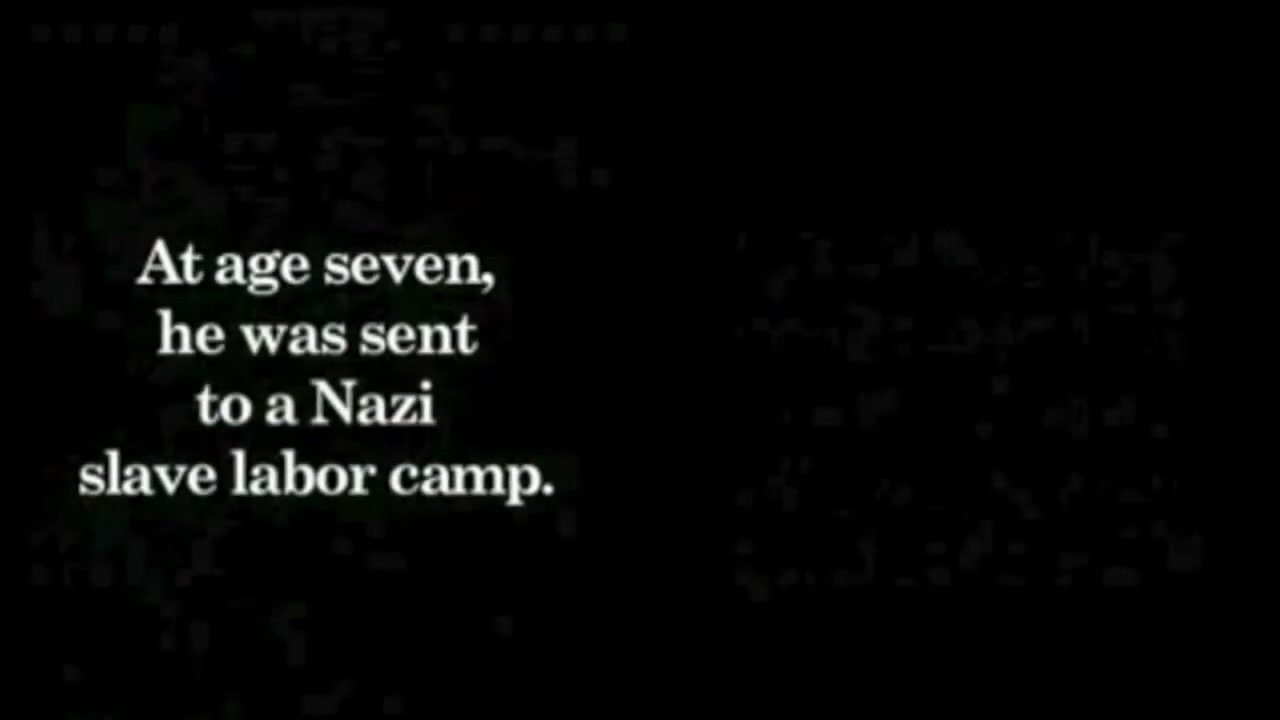 At age seven,
he was sent
to a Nazi
slave labor camp.